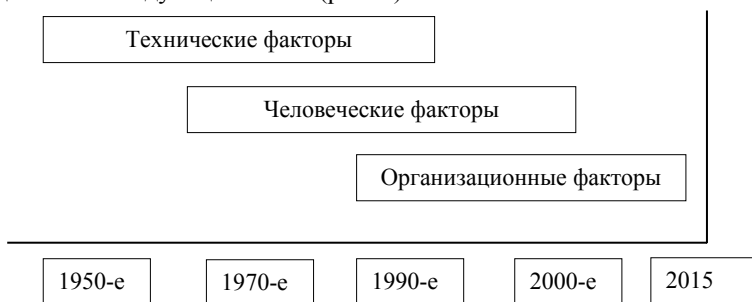 Технические факторы
Человеческие факторы
Организационные факторы
1950-е 1970-е 1990-е 2000-е 2015